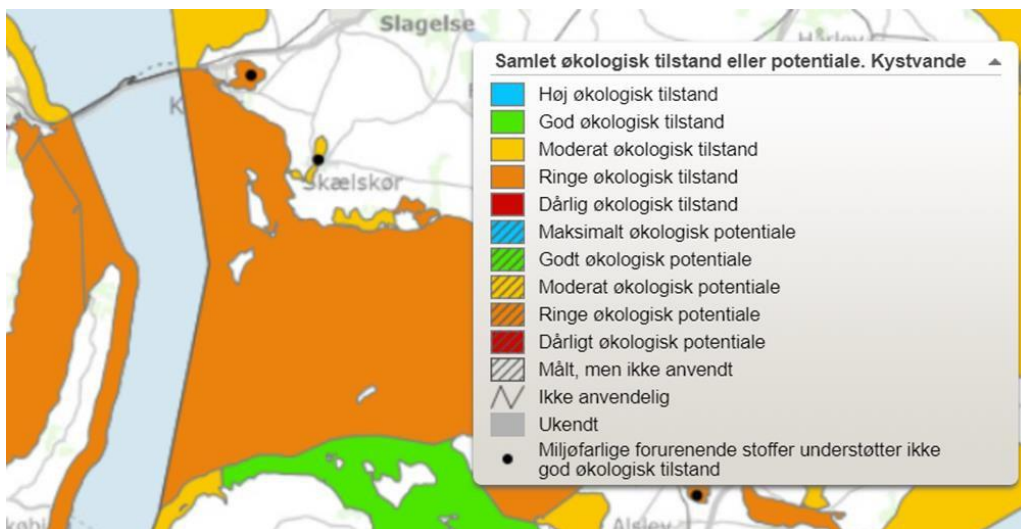 Slagelse
Hårlev
K
Skælskør
Samlet økologisk tilstand eller potentiale. Kystvande
Høj økologisk tilstand
God økologisk tilstand
Moderat økologisk tilstand
Ringe økologisk tilstand
Dårlig økologisk tilstand
Maksimalt økologisk potentiale
Godt økologisk potentiale
Moderat økologisk potentiale
Ringe økologisk potentiale
Dårligt økologisk potentiale
Målt, men ikke anvendt
Ikke anvendelig
Ukendt
Miljøfarlige forurenende stoffer understøtter ikke
god økologisk tilstand